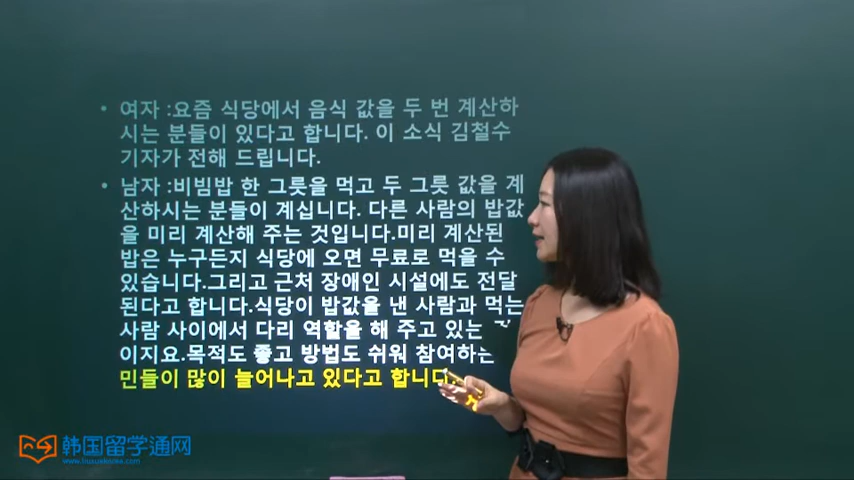 • 여자 :요즘 식당에서 음식 값을 두 번 계산하
시는 분들이 있다고 합니다. 이 소식 김철수
기자가 전해 드립니다.
• 남자 :비빔밥 한 그릇을 먹고 두 그릇 값을 계
산하시는 분들이 계십니다. 다른 사람의 밥값
을 미리 계산해 주는 것입니다.미리 계산된
밥은 누구든지 식당에 오면 무료로 먹을 수
있습니다.그리고 근처 장애인 시설에도 전달
된다고 합니다.식당이 밥값을 낸 사람과 먹는
사람 사이에서 다리 역할을 해 주고 있는
이지요.목적도 좋고 방법도 쉬워 참여하는
민들이 많이 늘어나고 있다고 합니다.
韩国留学通网